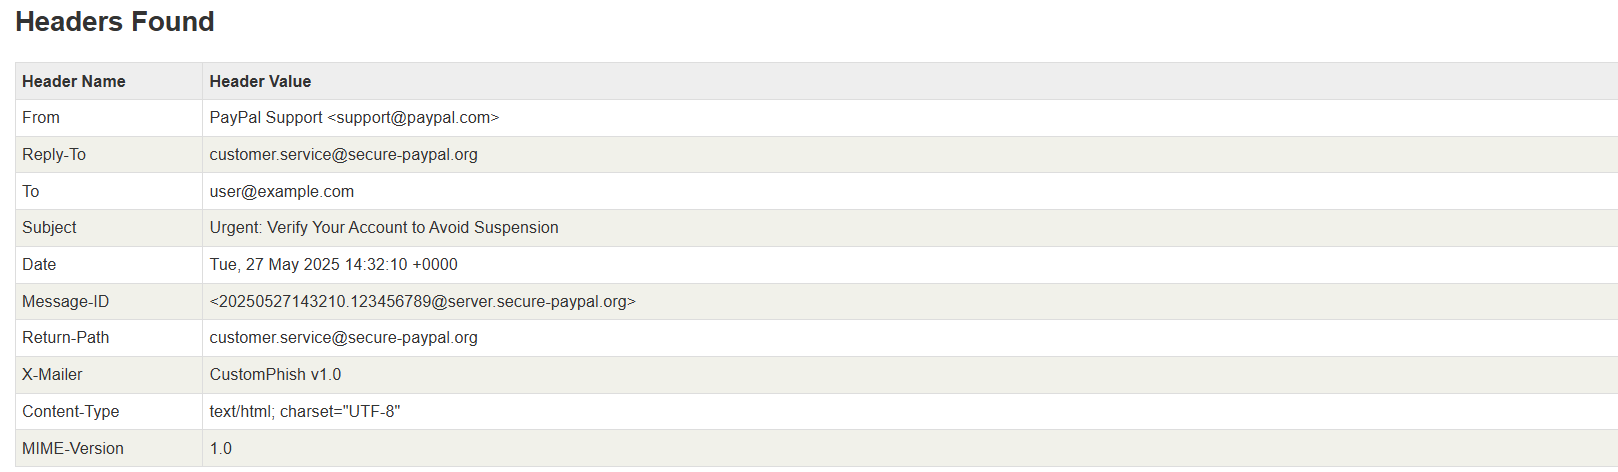 Headers Found
Header Name Header Value
From PayPal Support <support@paypal.com>
Reply-To customer.service@secure-paypal.org
To user@example.com
Subject Urgent: Verify Your Account to Avoid Suspension
Date Tue, 27 May 2025 14:32:10 +0000
Message-ID <20250527143210.123456789@server.secure-paypal.org>
Return-Path customer.service@secure-paypal.org
X-Mailer CustomPhish v1.0
Content-Type text/html; charset="UTF-8"
MIME-Version 1.0